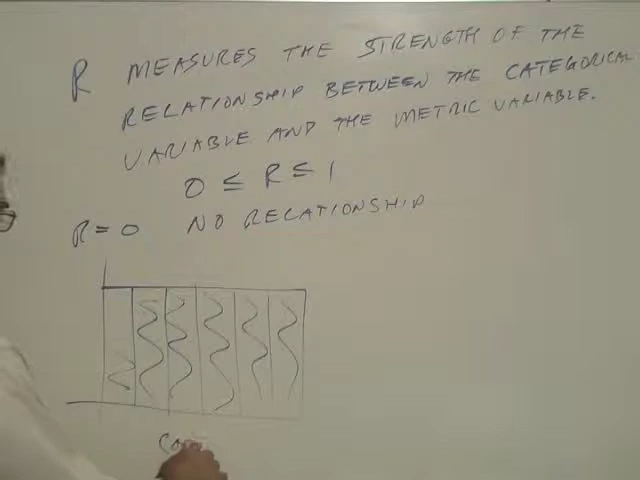 R MEASURES THE STRENGTH OF THE
RELATIONSHIP BETWEEN THE CATEGORICAL
VARIABLE AND THE METRIC VARIABLE.
0 ≤ R ≤ 1
R = 0 NO RELATIONSHIP